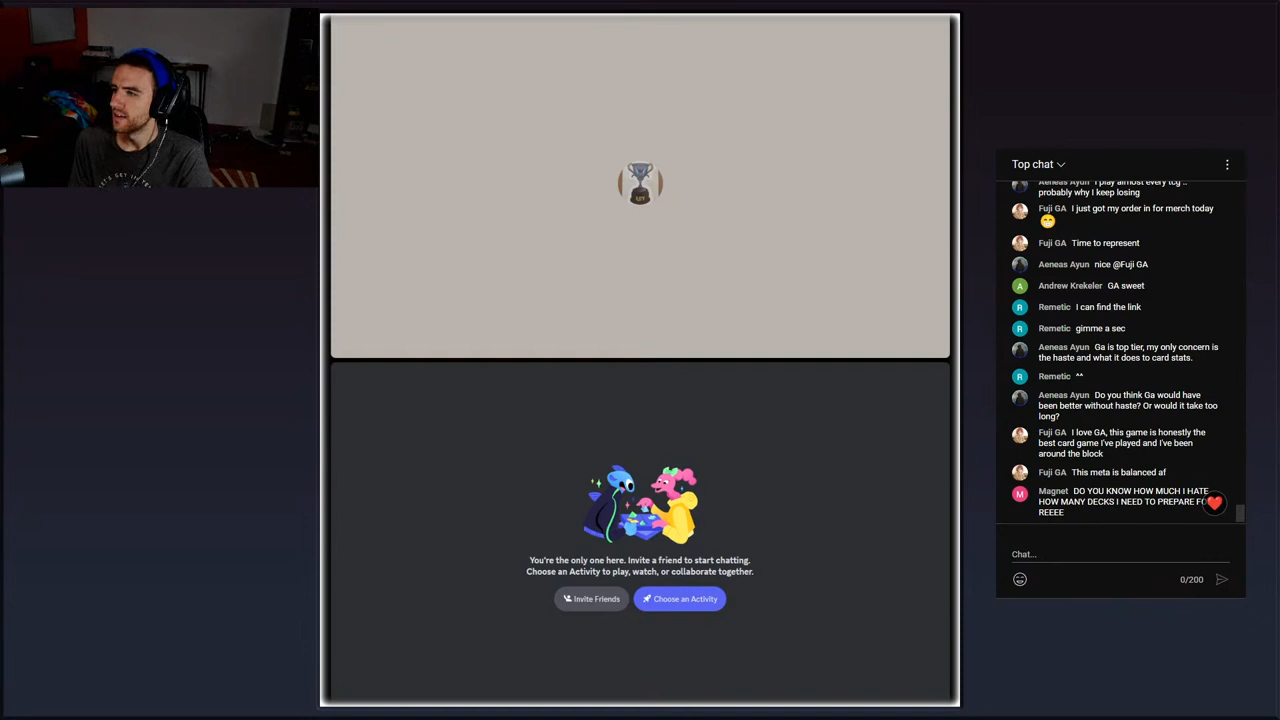 LET'S GET
You're the only one here. Invite a friend to start chatting.
Choose an Activity to play, watch, or collaborate together.
Invite Friends
Choose an Activity
Top chat
Aeneas Ayun I play almost every tcg ..
probably why I keep losing
Fuji GA I just got my order in for merch today
Fuji GA Time to represent
Aeneas Ayun nice @Fuji GA
A Andrew Krekeler GA sweet
R Remetic I can find the link
R Remetic gimme a sec
Aeneas Ayun Ga is top tier, my only concern is
the haste and what it does to card stats.
R Remetic ^^
Aeneas Ayun Do you think Ga would have
been better without haste? Or would it take too
long?
Fuji GA I love GA, this game is honestly the
best card game I've played and I've been
around the block
Fuji GA This meta is balanced af
M Magnet DO YOU KNOW HOW MUCH I HATE
HOW MANY DECKS I NEED TO PREPARE
REEEE
Chat...
0/200